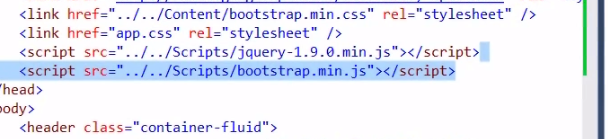 <link href="../../Content/bootstrap.min.css" rel="stylesheet" />
<link href="app.css" rel="stylesheet" />
<script src="../../Scripts/jquery-1.9.0.min.js"></script>
<script src="../../Scripts/bootstrap.min.js"></script>
/head>
body>
<header class="container-fluid">